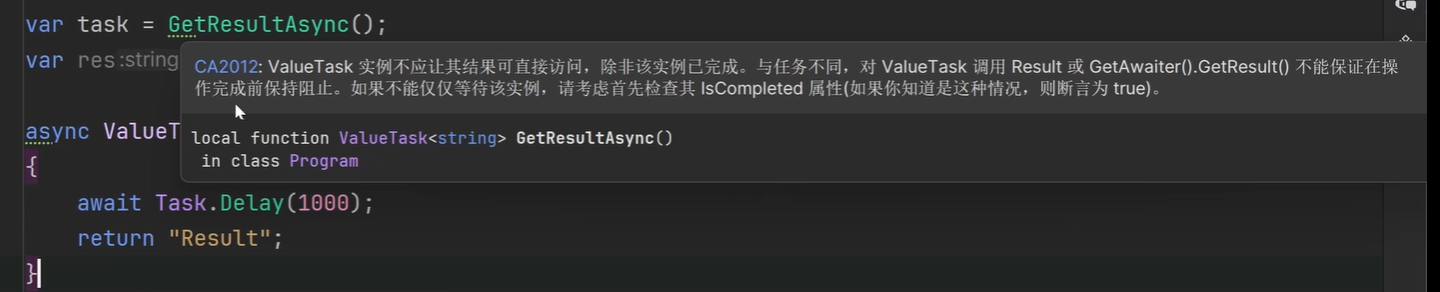 var task = GetResultAsync();
var res :string
CA2012: ValueTask 实例不应让其结果可直接访问，除非该实例已完成。与任务不同，对 ValueTask 调用 Result 或 GetAwaiter().GetResult() 不能保证在操
作完成前保持阻止。如果不能仅仅等待该实例，请考虑首先检查其 IsCompleted 属性(如果你知道是这种情况，则断言为 true)。
async ValueT
local function ValueTask<string> GetResultAsync()
in class Program
{
await Task.Delay(1000);
return "Result";
}